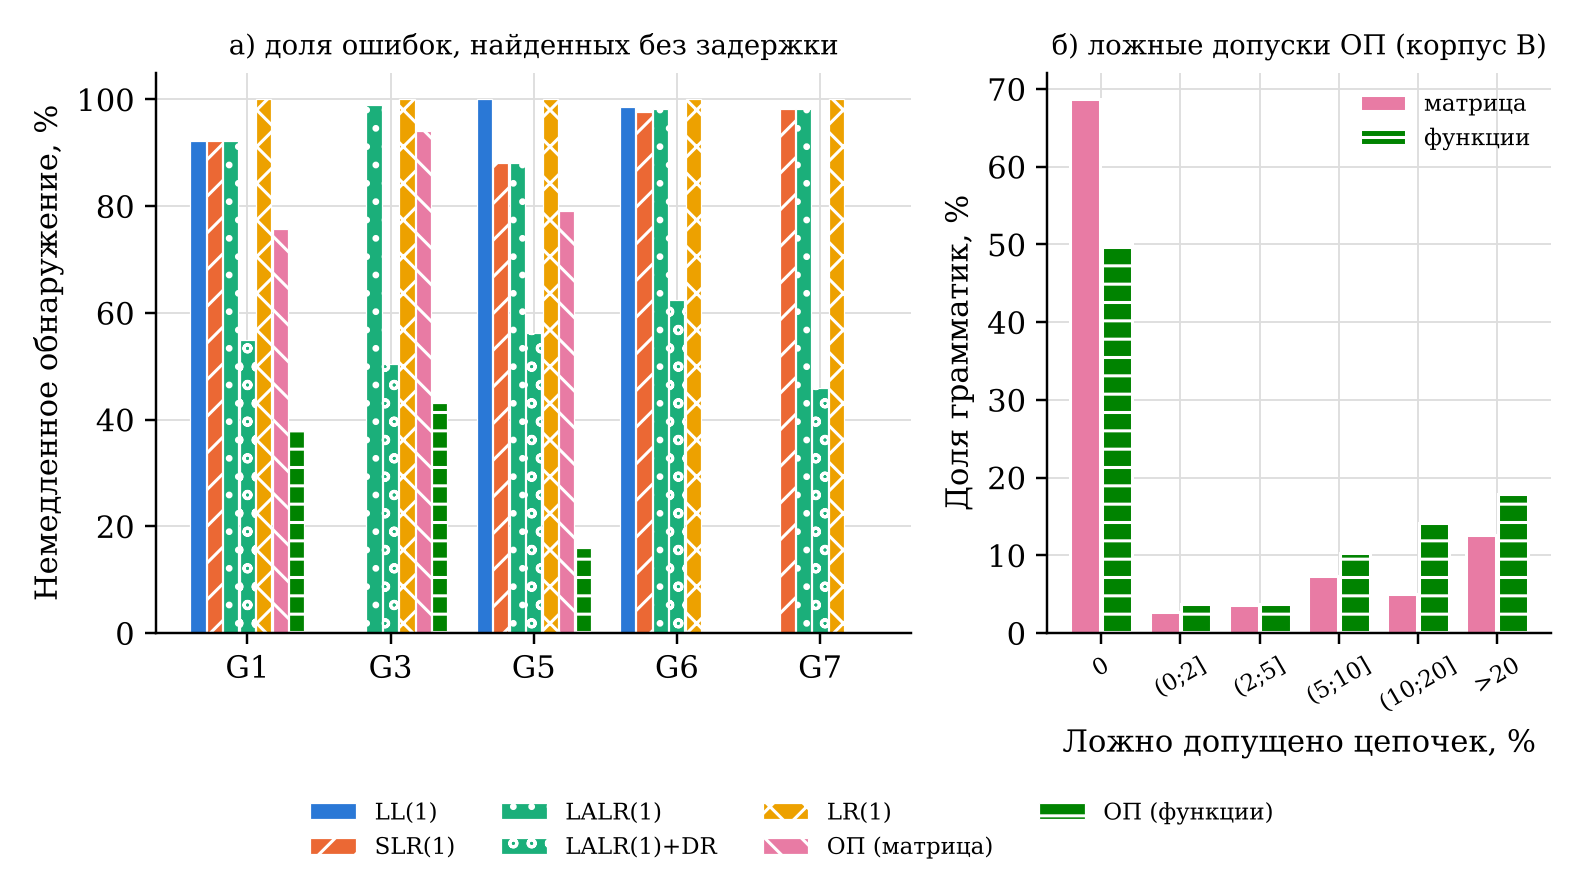 а) доля ошибок, найденных без задержки
Немедленное обнаружение, %
100
80
60
40
20
0
G1 G3 G5 G6 G7
б) ложные допуски ОП (корпус B)
Доля грамматик, %
70
60
50
40
30
20
10
0
матрица
функции
0 (0;2] (2;5] (5;10] (10;20] >20
Ложно допущено цепочек, %
LL(1) LALR(1) LR(1) ОП (функции)
SLR(1) LALR(1)+DR ОП (матрица)